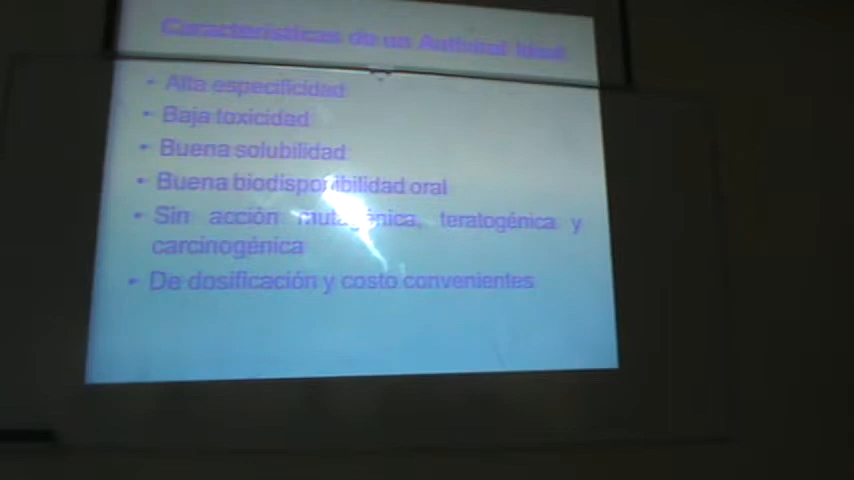 Características de un Antiviral Ideal
• Alta especificidad
• Baja toxicidad
• Buena solubilidad
• Buena biodisponibilidad oral
• Sin acción mutagénica, teratogénica y
carcinogénica
• De dosificación y costo convenientes